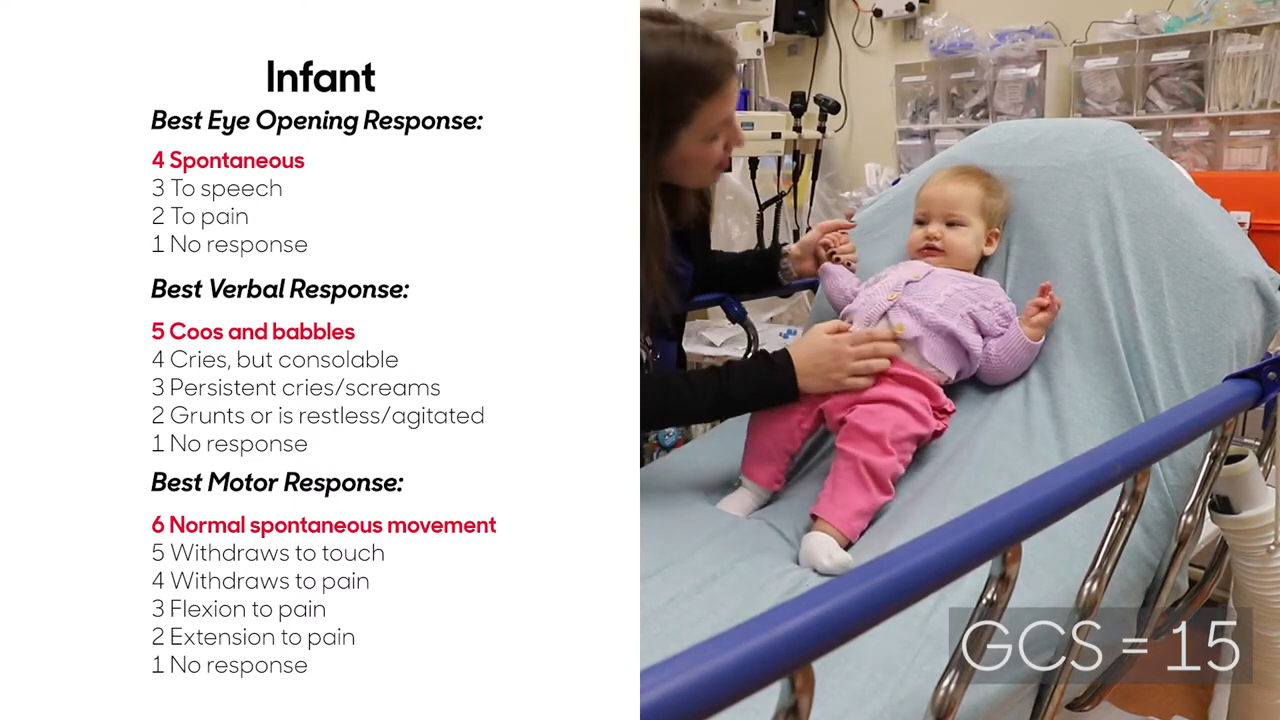 Infant
Best Eye Opening Response:
4 Spontaneous
3 To speech
2 To pain
1 No response
Best Verbal Response:
5 Coos and babbles
4 Cries, but consolable
3 Persistent cries/screams
2 Grunts or is restless/agitated
1 No response
Best Motor Response:
6 Normal spontaneous movement
5 Withdraws to touch
4 Withdraws to pain
3 Flexion to pain
2 Extension to pain
1 No response
GCS = 15